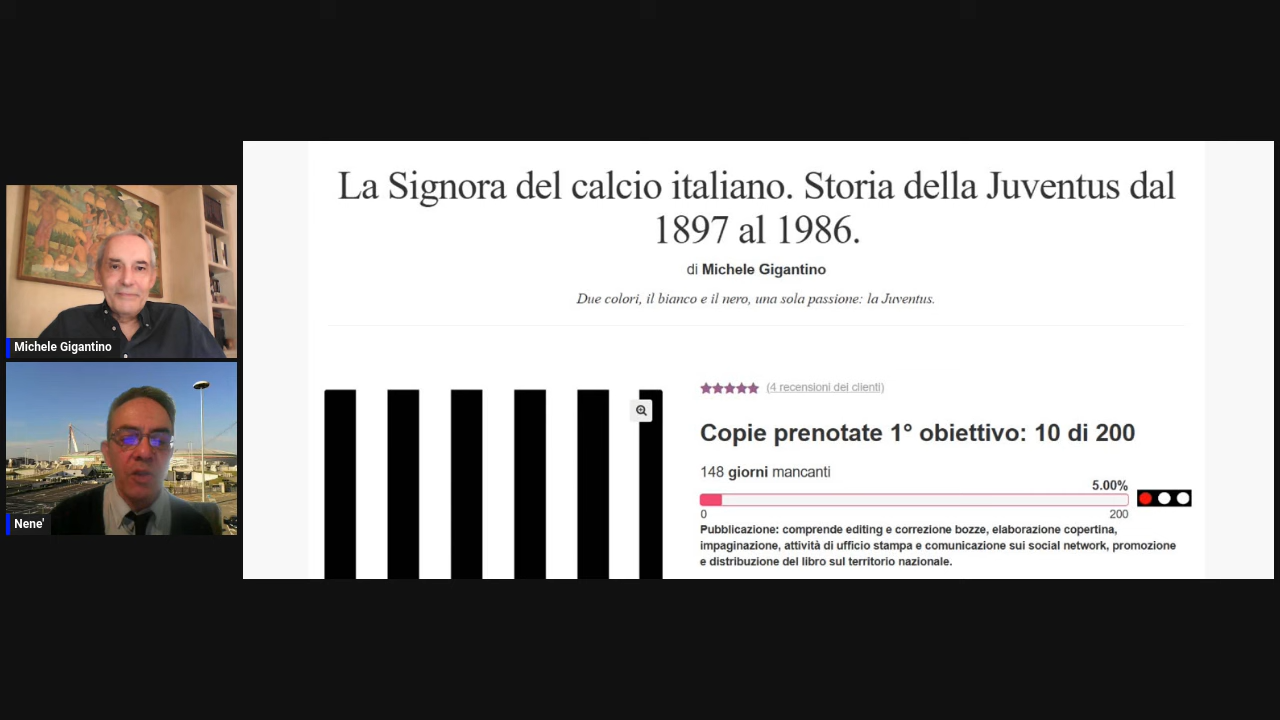 Michele Gigantino
Nene'
La Signora del calcio italiano. Storia della Juventus dal
1897 al 1986.
di Michele Gigantino
Due colori, il bianco e il nero, una sola passione: la Juventus.
(4 recensioni dei clienti)
Copie prenotate 1° obiettivo: 10 di 200
148 giorni mancanti
5.00%
0 200
Pubblicazione: comprende editing e correzione bozze, elaborazione copertina,
impaginazione, attività di ufficio stampa e comunicazione sui social network, promozione
e distribuzione del libro sul territorio nazionale.